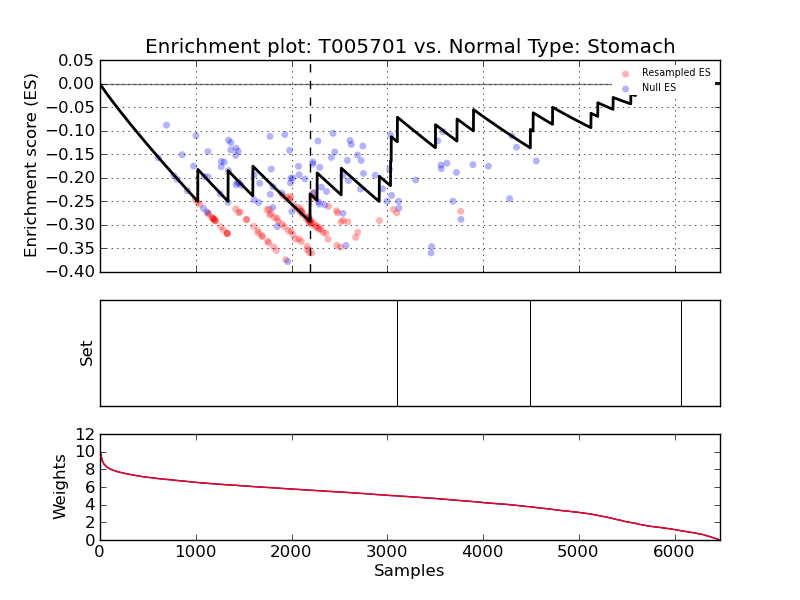 Enrichment plot: T005701 vs. Normal Type: Stomach
Enrichment score (ES)
0.05
0.00
−0.05
−0.10
−0.15
−0.20
−0.25
−0.30
−0.35
−0.40
Resampled ES
Null ES
Set
Weights
12
10
8
6
4
2
0
0 1000 2000 3000 4000 5000 6000
Samples